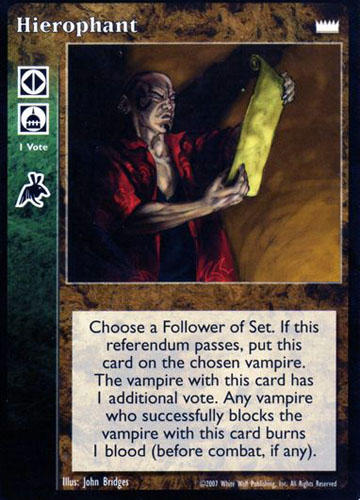 Hierophant
1 Vote
Choose a Follower of Set. If this
referendum passes, put this
card on the chosen vampire.
The vampire with this card has
1 additional vote. Any vampire
who successfully blocks the
vampire with this card burns
1 blood (before combat, if any).
Illus: John Bridges
©2007 White Wolf Publishing, Inc. All Rights Reserved